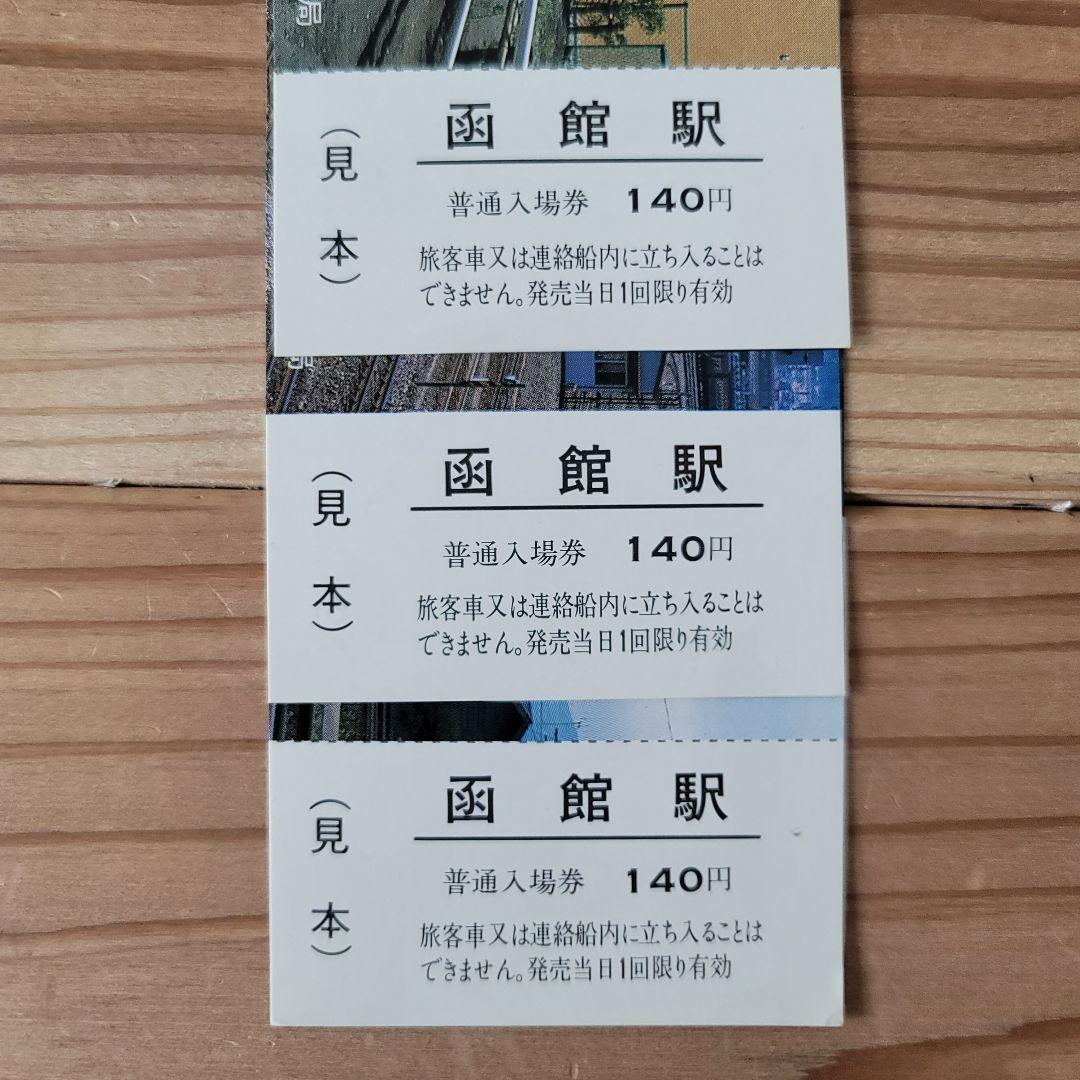 局
函館駅
(見本)
普通入場券 140円
旅客車又は連絡船内に立ち入ることは
できません。発売当日1回限り有効
局
函館駅
(見本)
普通入場券 140円
旅客車又は連絡船内に立ち入ることは
できません。発売当日1回限り有効
函館駅
(見本)
普通入場券 140円
旅客車又は連絡船内に立ち入ることは
できません。発売当日1回限り有効